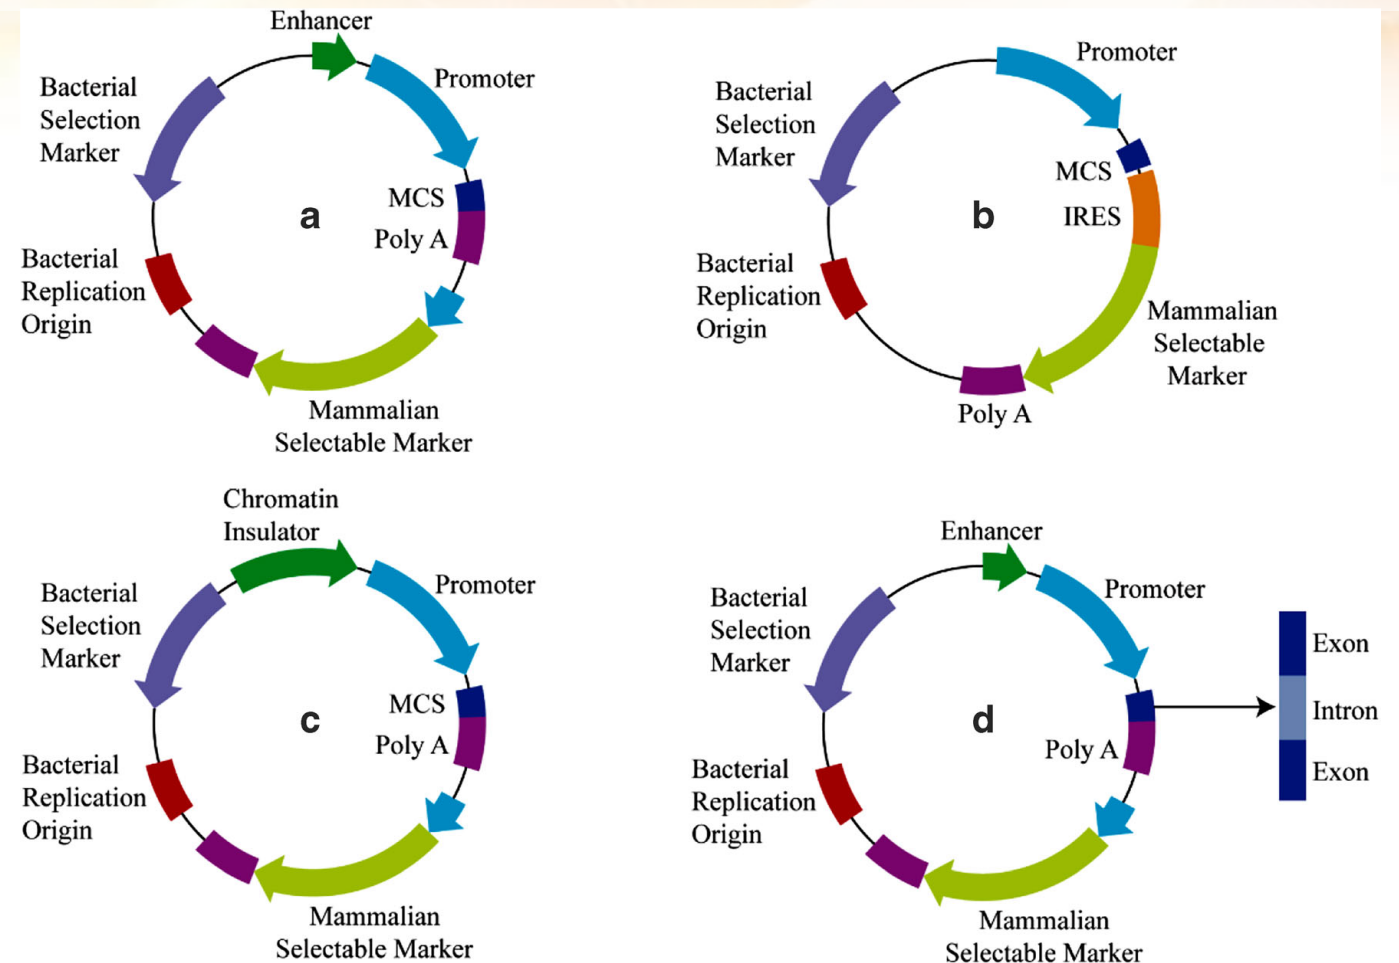 Enhancer
Promoter
Bacterial
Selection
Marker
MCS
a
Poly A
Bacterial
Replication
Origin
Mammalian
Selectable Marker
Promoter
Bacterial
Selection
Marker
MCS
b
IRES
Bacterial
Replication
Origin
Mammalian
Selectable
Marker
Poly A
Chromatin
Insulator
Promoter
Bacterial
Selection
Marker
MCS
c
Poly A
Bacterial
Replication
Origin
Mammalian
Selectable Marker
Enhancer
Promoter
Bacterial
Selection
Marker
Exon
Intron
Exon
d
Poly A
Bacterial
Replication
Origin
Mammalian
Selectable Marker